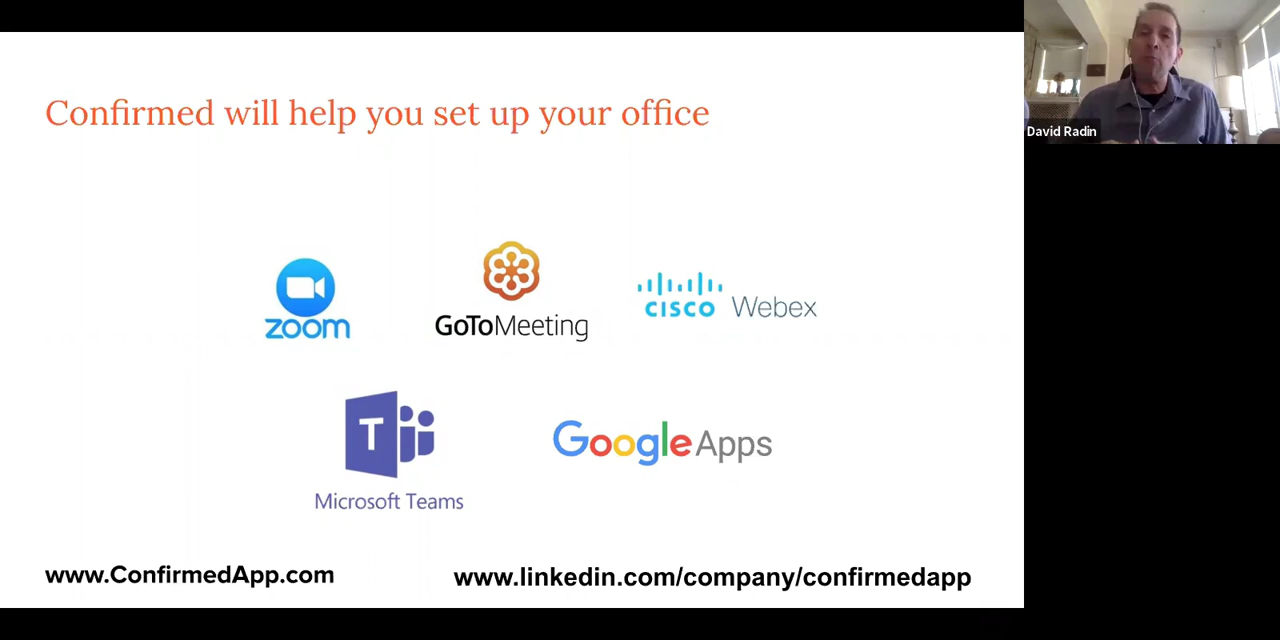 Confirmed will help you set up your office
David Radin
zoom
GoToMeeting
CISCO Webex
T
Microsoft Teams
Google Apps
www.ConfirmedApp.com
www.linkedin.com/company/confirmedapp